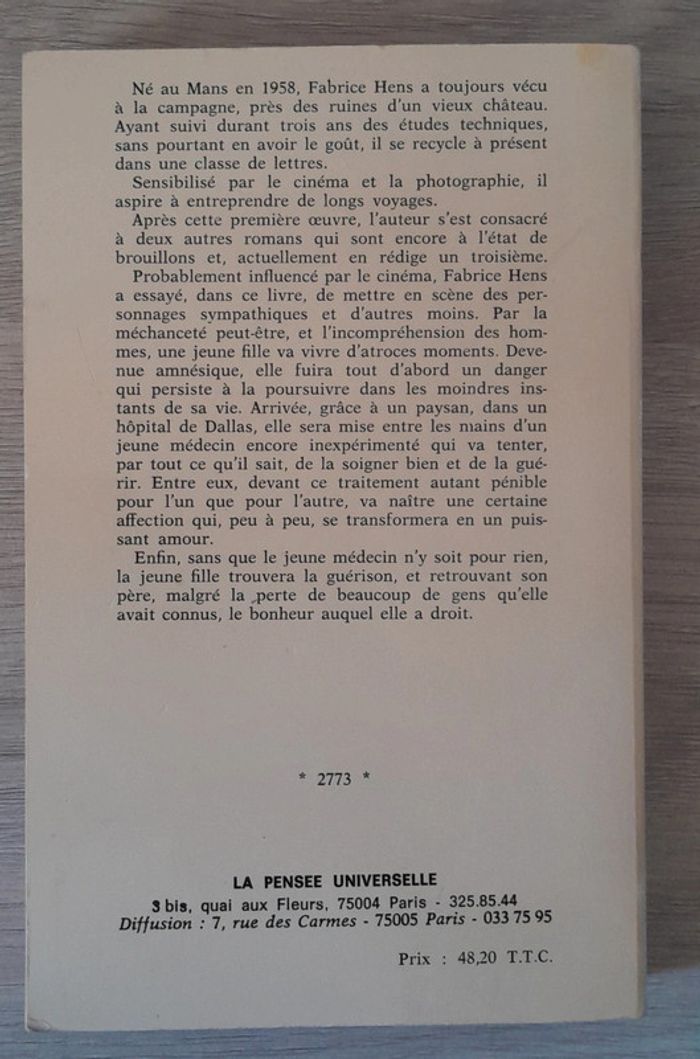 Né au Mans en 1958, Fabrice Hens a toujours vécu
à la campagne, près des ruines d'un vieux château.
Ayant suivi durant trois ans des études techniques,
sans pourtant en avoir le goût, il se recycle à présent
dans une classe de lettres.
Sensibilisé par le cinéma et la photographie, il
aspire à entreprendre de longs voyages.
Après cette première œuvre, l'auteur s'est consacré
à deux autres romans qui sont encore à l'état de
brouillons et, actuellement en rédige un troisième.
Probablement influencé par le cinéma, Fabrice Hens
a essayé, dans ce livre, de mettre en scène des per-
sonnages sympathiques et d'autres moins. Par la
méchanceté peut-être, et l'incompréhension des hom-
mes, une jeune fille va vivre d'atroces moments. Deve-
nue amnésique, elle fuira tout d'abord un danger
qui persiste à la poursuivre dans les moindres ins-
tants de sa vie. Arrivée, grâce à un paysan, dans un
hôpital de Dallas, elle sera mise entre les mains d'un
jeune médecin encore inexpérimenté qui va tenter,
par tout ce qu'il sait, de la soigner bien et de la gué-
rir. Entre eux, devant ce traitement autant pénible
pour l'un que pour l'autre, va naître une certaine
affection qui, peu à peu, se transformera en un puis-
sant amour.
Enfin, sans que le jeune médecin n'y soit pour rien,
la jeune fille trouvera la guérison, et retrouvant son
père, malgré la perte de beaucoup de gens qu'elle
avait connus, le bonheur auquel elle a droit.
* 2773 *
LA PENSEE UNIVERSELLE
3 bis, quai aux Fleurs, 75004 Paris - 325.85.44
Diffusion : 7, rue des Carmes - 75005 Paris - 033 75 95
Prix : 48,20 T.T.C.